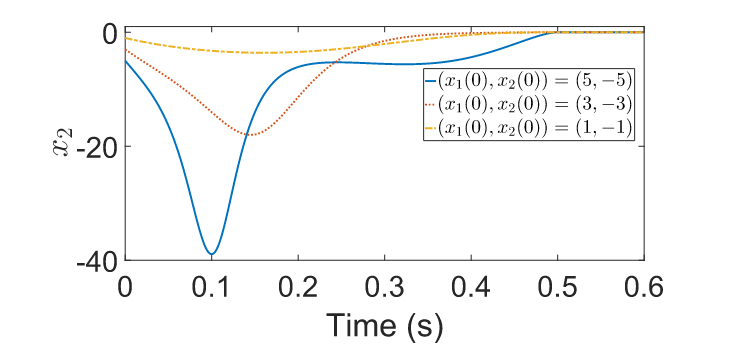 0
-20
-40
x₂
0 0.1 0.2 0.3 0.4 0.5 0.6
Time (s)
(x₁(0), x₂(0)) = (5, −5)
(x₁(0), x₂(0)) = (3, −3)
(x₁(0), x₂(0)) = (1, −1)